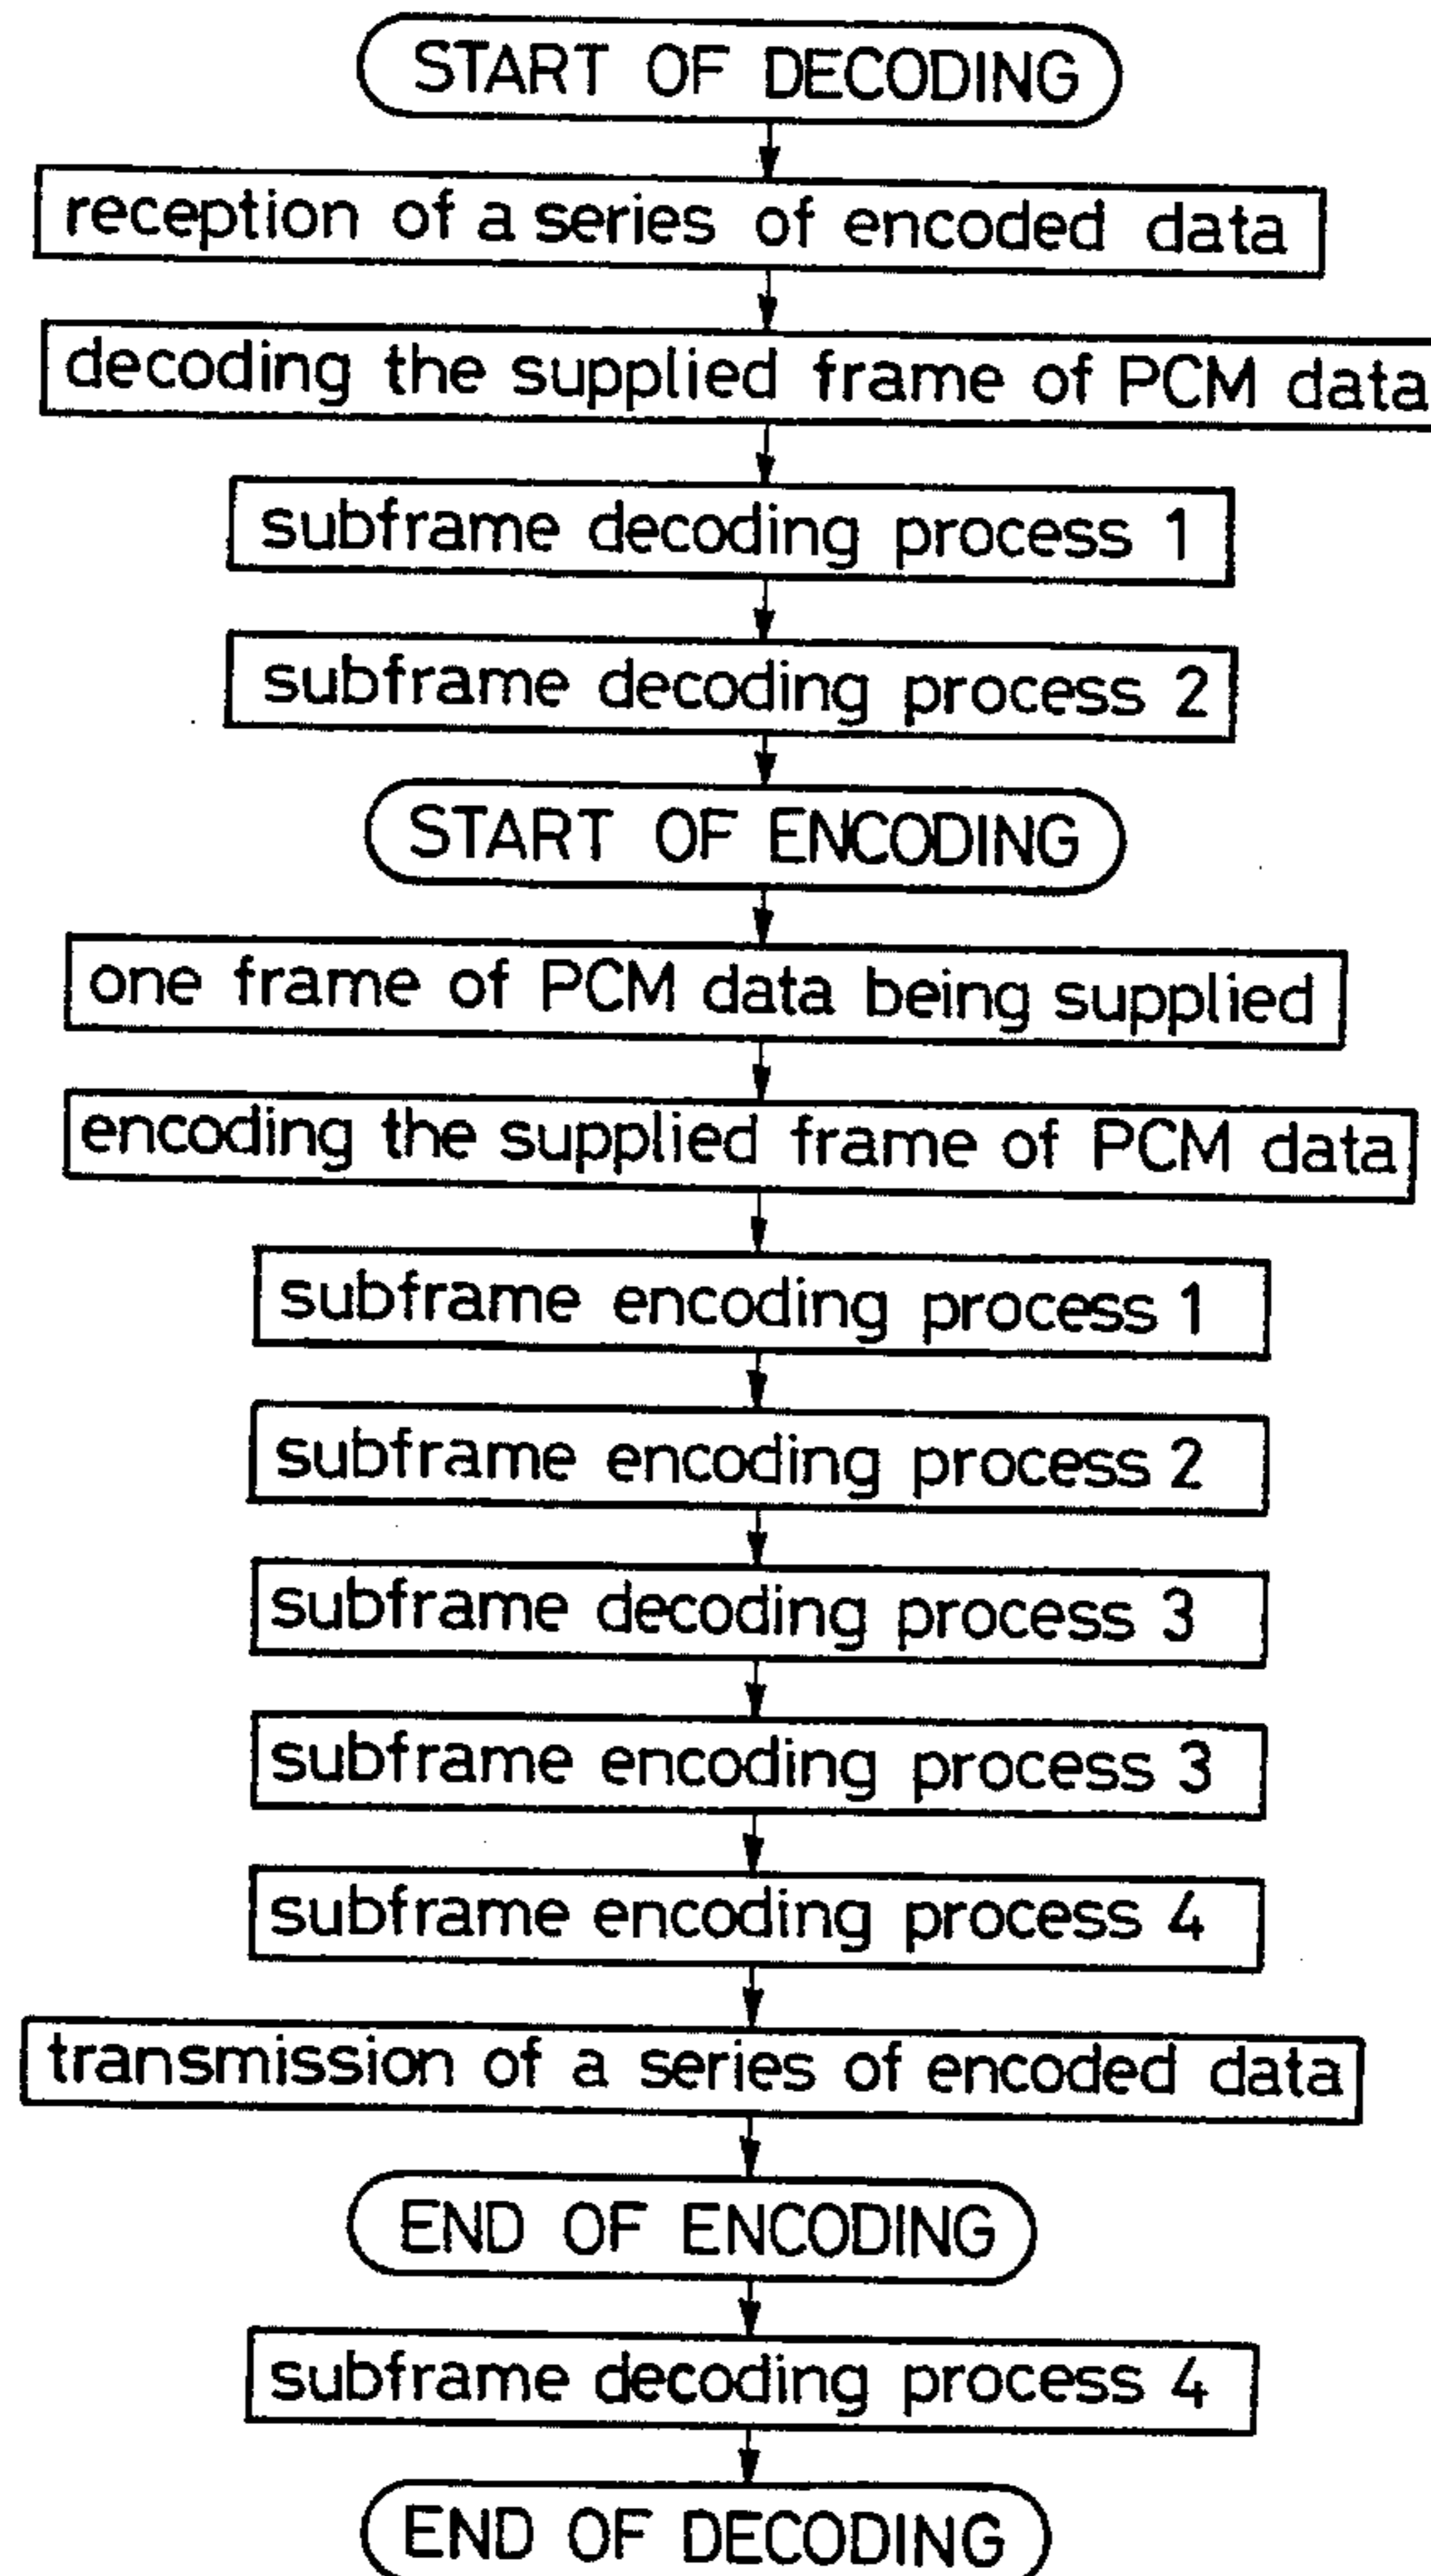 START OF DECODING
reception of a series of encoded data
decoding the supplied frame of PCM data
subframe decoding process 1
subframe decoding process 2
START OF ENCODING
one frame of PCM data being supplied
encoding the supplied frame of PCM data
subframe encoding process 1
subframe encoding process 2
subframe decoding process 3
subframe encoding process 3
subframe encoding process 4
transmission of a series of encoded data
END OF ENCODING
subframe decoding process 4
END OF DECODING